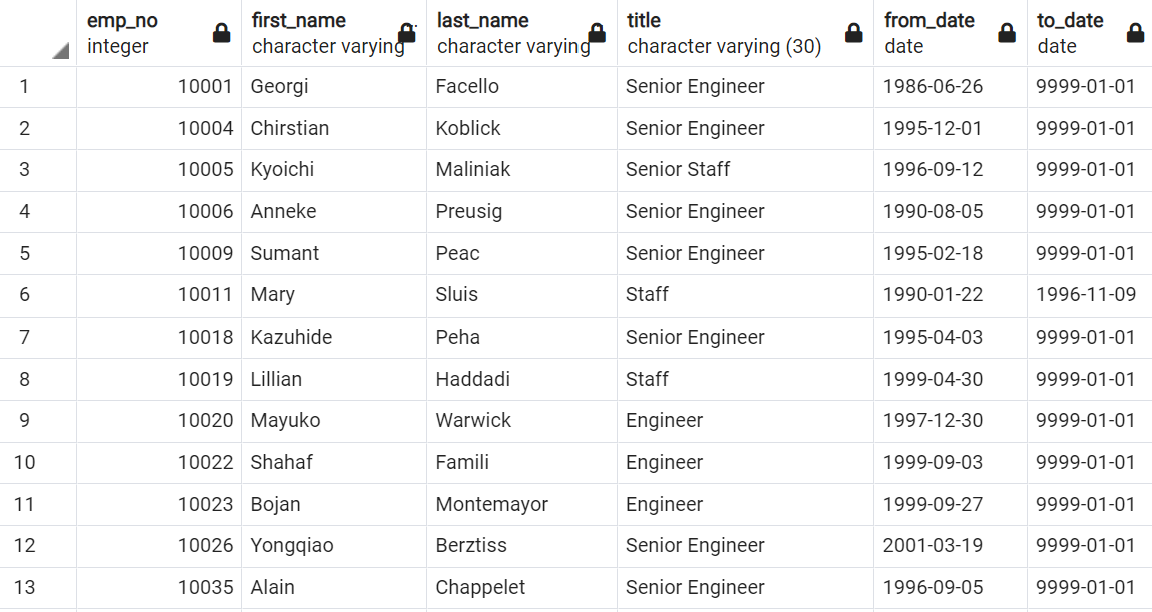 emp_no first_name last_name title from_date to_date
integer character varying character varying character varying (30) date date
1 10001 Georgi Facello Senior Engineer 1986-06-26 9999-01-01
2 10004 Chirstian Koblick Senior Engineer 1995-12-01 9999-01-01
3 10005 Kyoichi Maliniak Senior Staff 1996-09-12 9999-01-01
4 10006 Anneke Preusig Senior Engineer 1990-08-05 9999-01-01
5 10009 Sumant Peac Senior Engineer 1995-02-18 9999-01-01
6 10011 Mary Sluis Staff 1990-01-22 1996-11-09
7 10018 Kazuhide Peha Senior Engineer 1995-04-03 9999-01-01
8 10019 Lillian Haddadi Staff 1999-04-30 9999-01-01
9 10020 Mayuko Warwick Engineer 1997-12-30 9999-01-01
10 10022 Shahaf Famili Engineer 1999-09-03 9999-01-01
11 10023 Bojan Montemayor Engineer 1999-09-27 9999-01-01
12 10026 Yongqiao Berztiss Senior Engineer 2001-03-19 9999-01-01
13 10035 Alain Chappelet Senior Engineer 1996-09-05 9999-01-01